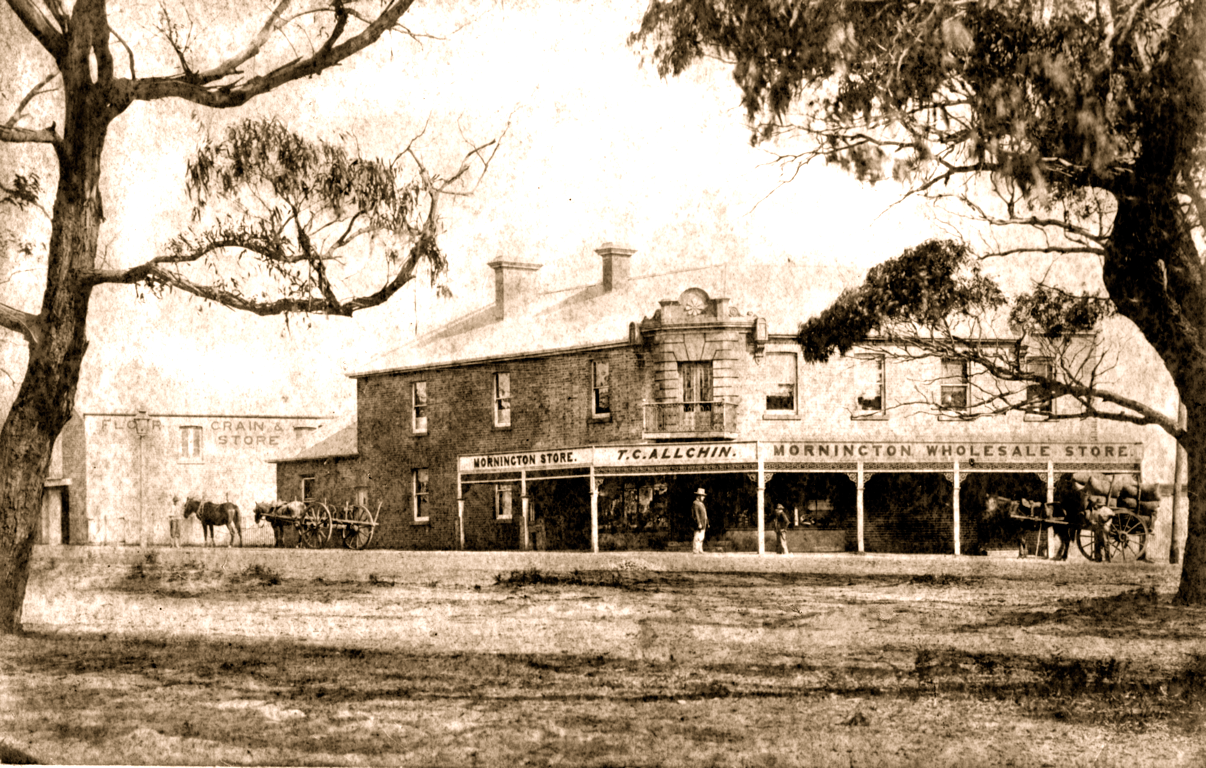 FLOUR GRAIN &
STORE
MORNINGTON STORE.
T.C. ALLCHIN.
MORNINGTON WHOLESALE STORE.